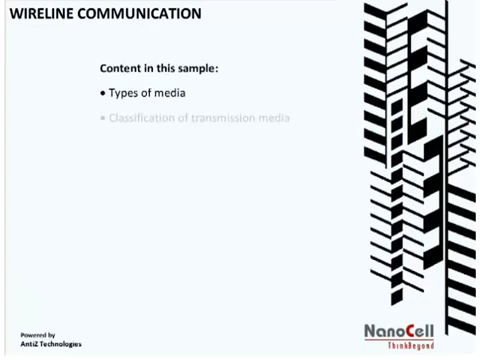 WIRELINE COMMUNICATION
Content in this sample:
• Types of media
• Classification of transmission media
Powered by
AntiZ Technologies
NanoCell
ThinkBeyond